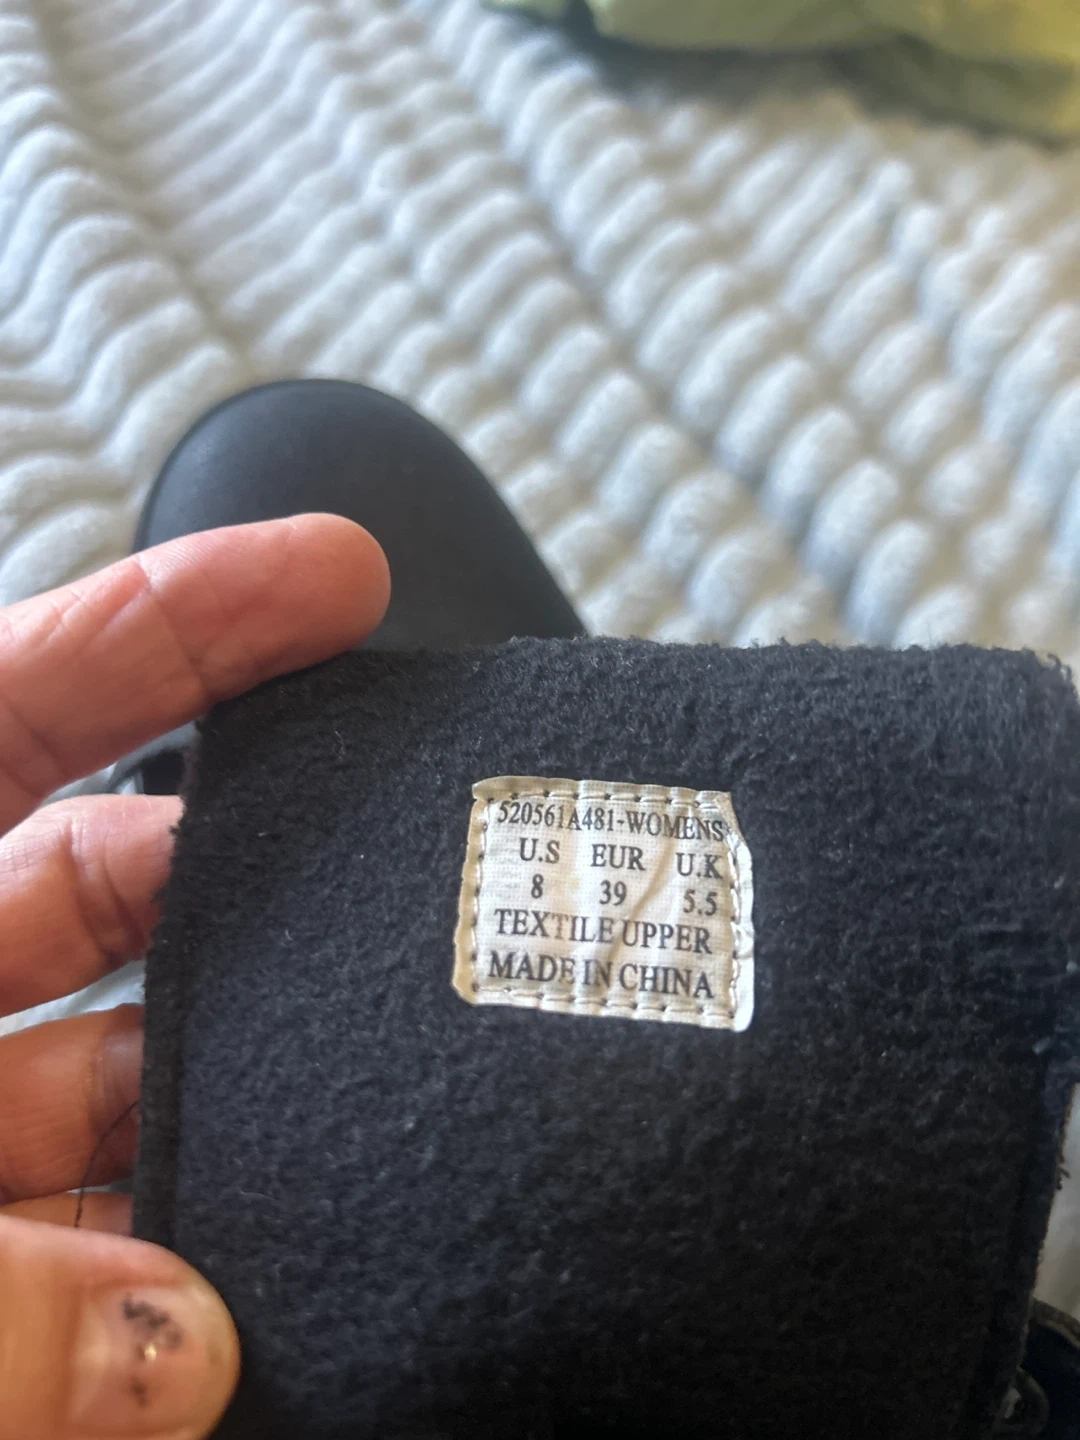 520561A481-WOMENS
U.S EUR U.K
8 39 5.5
TEXTILE UPPER
MADE IN CHINA